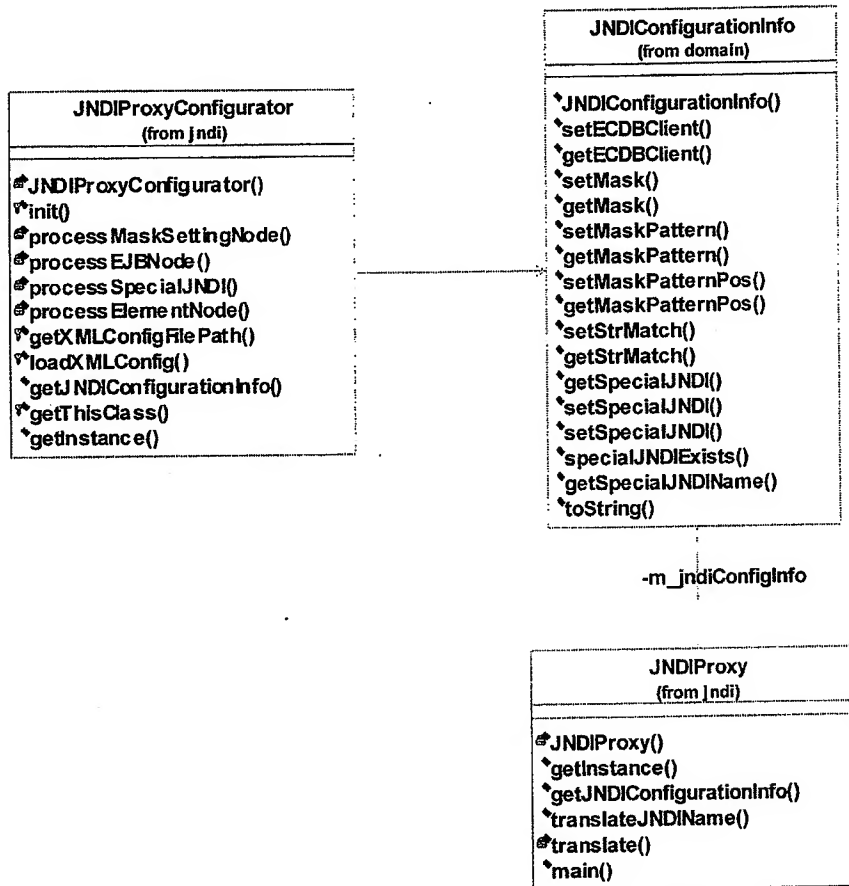 JNDIConfigurationInfo
(from domain)
JNDIConfigurationInfo()
setECDBClient()
getECDBClient()
setMask()
getMask()
setMaskPattern()
getMaskPattern()
setMaskPatternPos()
getMaskPatternPos()
setStrMatch()
getStrMatch()
getSpecialJNDI()
setSpecialJNDI()
setSpecialJNDI()
specialJNDIExists()
getSpecialJNDIName()
toString()
JNDIProxyConfigurator
(from jndi)
JNDIProxyConfigurator()
init()
processMaskSettingNode()
processEJBNode()
processSpecialJNDI()
processElementNode()
getXMLConfigFilePath()
loadXMLConfig()
getJNDIConfigurationInfo()
getThisClass()
getInstance()
-m_jndiConfigInfo
JNDIProxy
(from jndi)
JNDIProxy()
getInstance()
getJNDIConfigurationInfo()
translateJNDIName()
translate()
main()